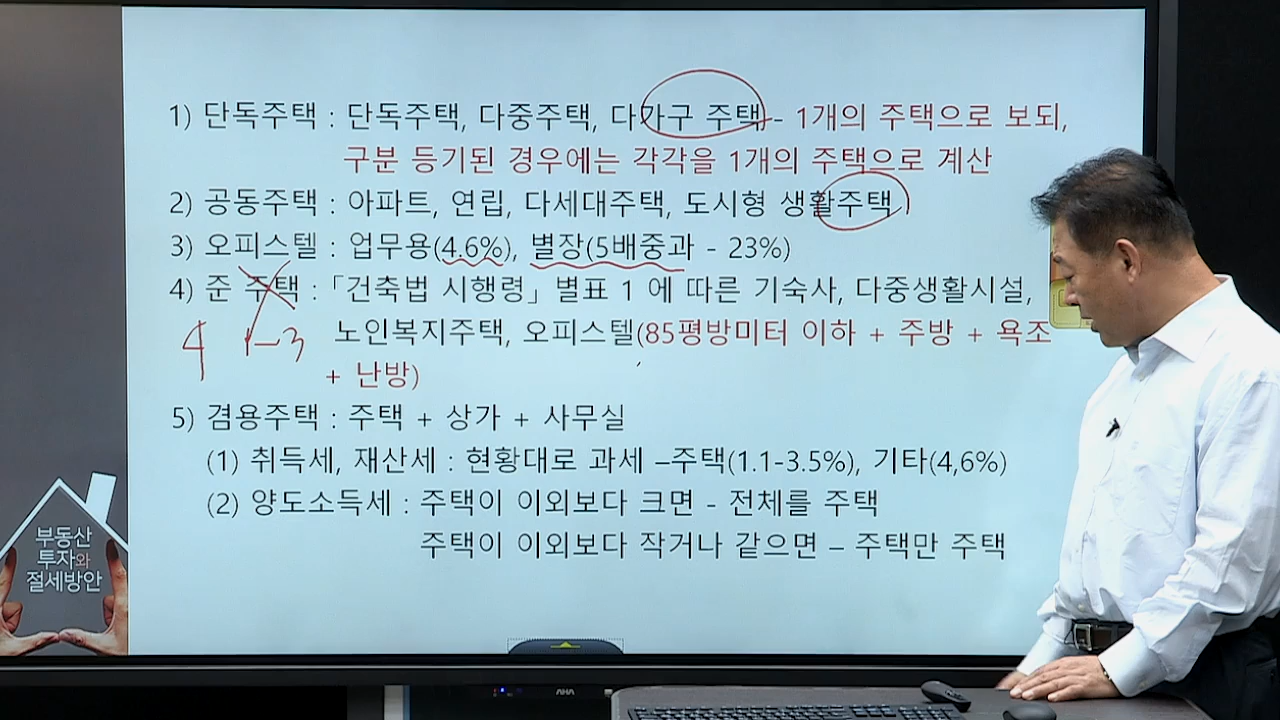 1) 단독주택 : 단독주택, 다중주택, 다가구 주택 - 1개의 주택으로 보되,
구분 등기된 경우에는 각각을 1개의 주택으로 계산
2) 공동주택 : 아파트, 연립, 다세대주택, 도시형 생활주택
3) 오피스텔 : 업무용(4.6%), 별장(5배중과 - 23%)
4) 준 주택 : 「건축법 시행령」 별표 1 에 따른 기숙사, 다중생활시설,
노인복지주택, 오피스텔(85평방미터 이하 + 주방 + 욕조
+ 난방)
4 1-3
5) 겸용주택 : 주택 + 상가 + 사무실
(1) 취득세, 재산세 : 현황대로 과세 –주택(1.1-3.5%), 기타(4,6%)
(2) 양도소득세 : 주택이 이외보다 크면 - 전체를 주택
주택이 이외보다 작거나 같으면 – 주택만 주택
부동산
투자와
절세방안
AHA